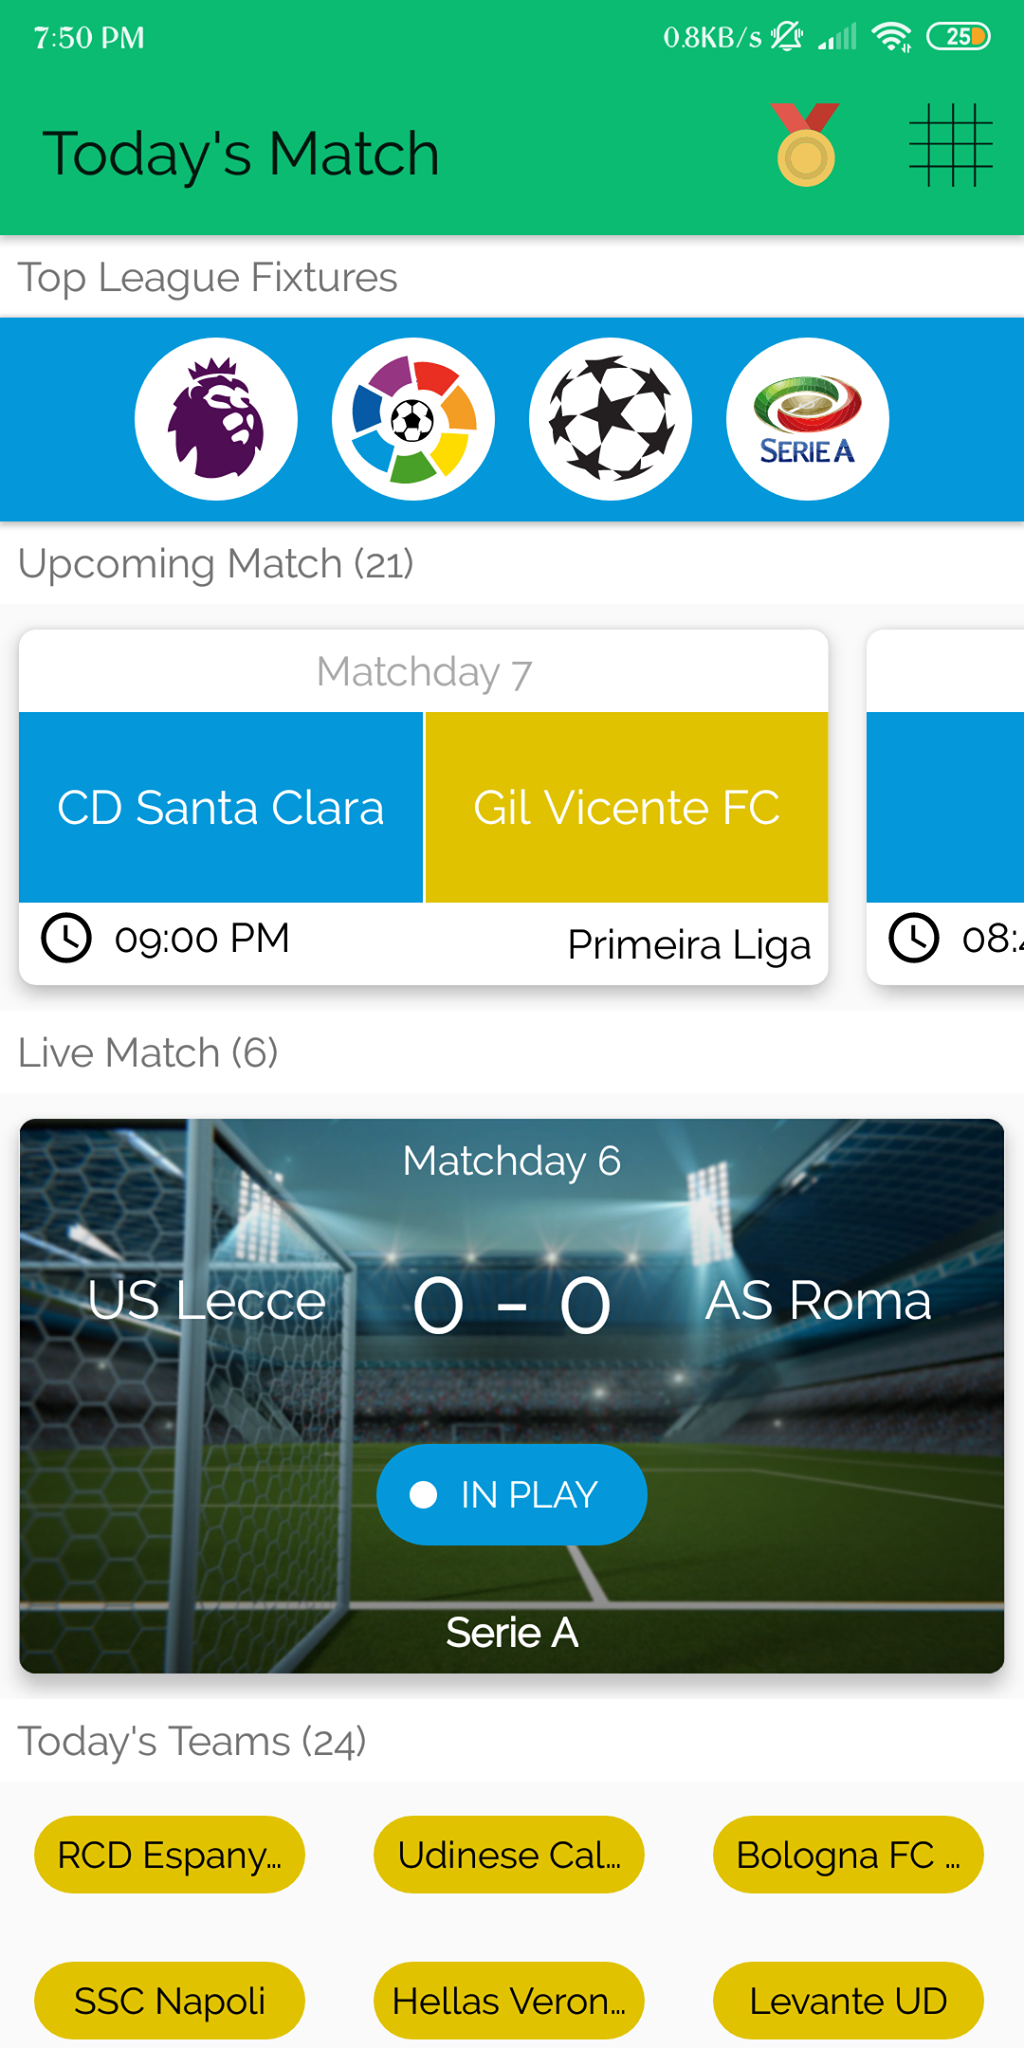 7:50 PM
0.8KB/s
25
Today's Match
Top League Fixtures
SERIE A
Upcoming Match (21)
Matchday 7
CD Santa Clara
Gil Vicente FC
09:00 PM
Primeira Liga
08:
Live Match (6)
Matchday 6
US Lecce
0 - 0
AS Roma
IN PLAY
Serie A
Today's Teams (24)
RCD Espany...
Udinese Cal...
Bologna FC ...
SSC Napoli
Hellas Veron...
Levante UD